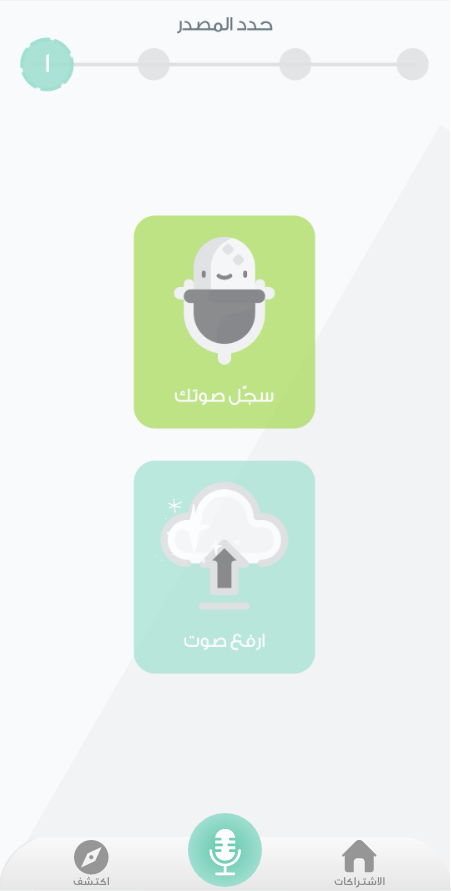 حدد المصدر
١
سجّل صوتك
ارفع صوت
الاشتراكات
اكتشف